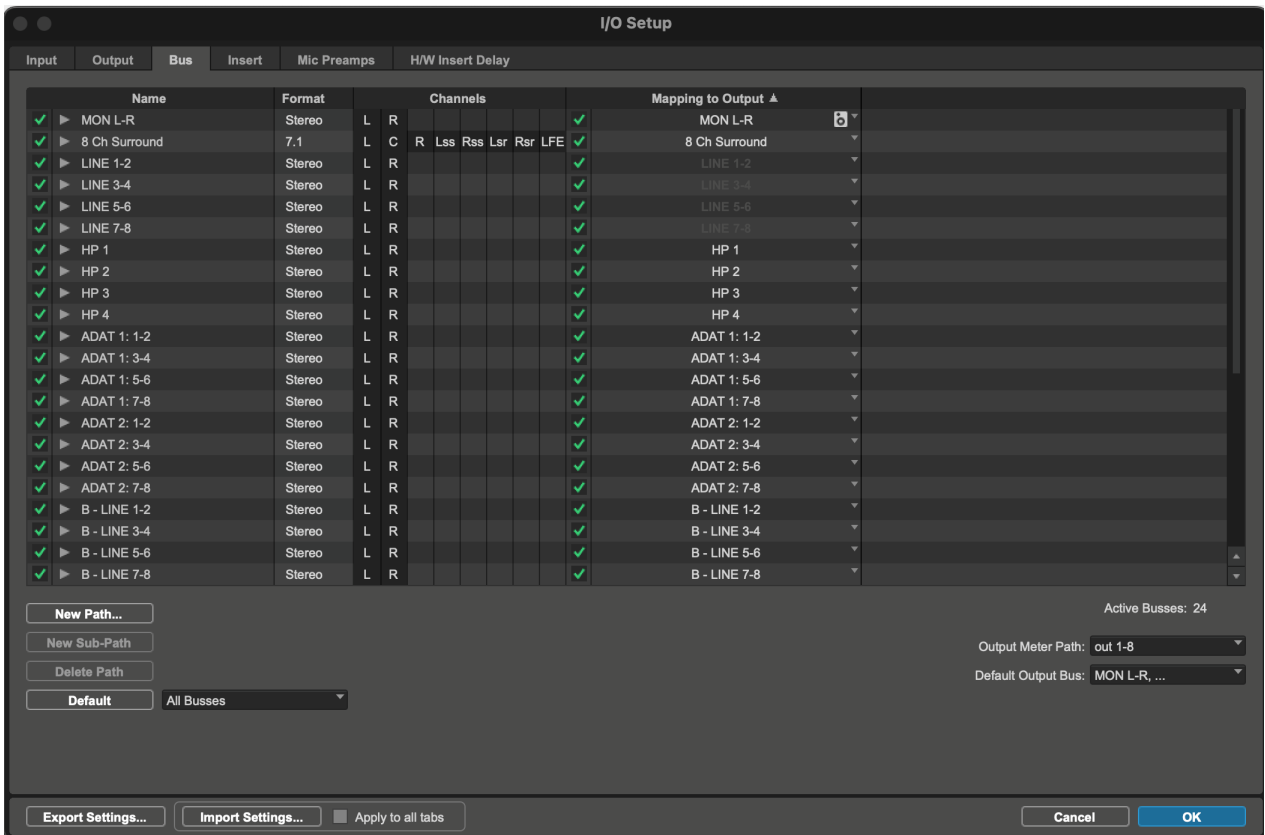 I/O Setup
Input Output Bus Insert Mic Preamps H/W Insert Delay
Name Format Channels Mapping to Output
MON L-R Stereo L R MON L-R
8 Ch Surround 7.1 L C R Lss Rss Lsr Rsr LFE 8 Ch Surround
LINE 1-2 Stereo L R LINE 1-2
LINE 3-4 Stereo L R LINE 3-4
LINE 5-6 Stereo L R LINE 5-6
LINE 7-8 Stereo L R LINE 7-8
HP 1 Stereo L R HP 1
HP 2 Stereo L R HP 2
HP 3 Stereo L R HP 3
HP 4 Stereo L R HP 4
ADAT 1: 1-2 Stereo L R ADAT 1: 1-2
ADAT 1: 3-4 Stereo L R ADAT 1: 3-4
ADAT 1: 5-6 Stereo L R ADAT 1: 5-6
ADAT 1: 7-8 Stereo L R ADAT 1: 7-8
ADAT 2: 1-2 Stereo L R ADAT 2: 1-2
ADAT 2: 3-4 Stereo L R ADAT 2: 3-4
ADAT 2: 5-6 Stereo L R ADAT 2: 5-6
ADAT 2: 7-8 Stereo L R ADAT 2: 7-8
B - LINE 1-2 Stereo L R B - LINE 1-2
B - LINE 3-4 Stereo L R B - LINE 3-4
B - LINE 5-6 Stereo L R B - LINE 5-6
B - LINE 7-8 Stereo L R B - LINE 7-8
New Path... Active Busses: 24
New Sub-Path Output Meter Path: out 1-8
Delete Path Default Output Bus: MON L-R, ...
Default All Busses
Export Settings... Import Settings... Apply to all tabs Cancel OK